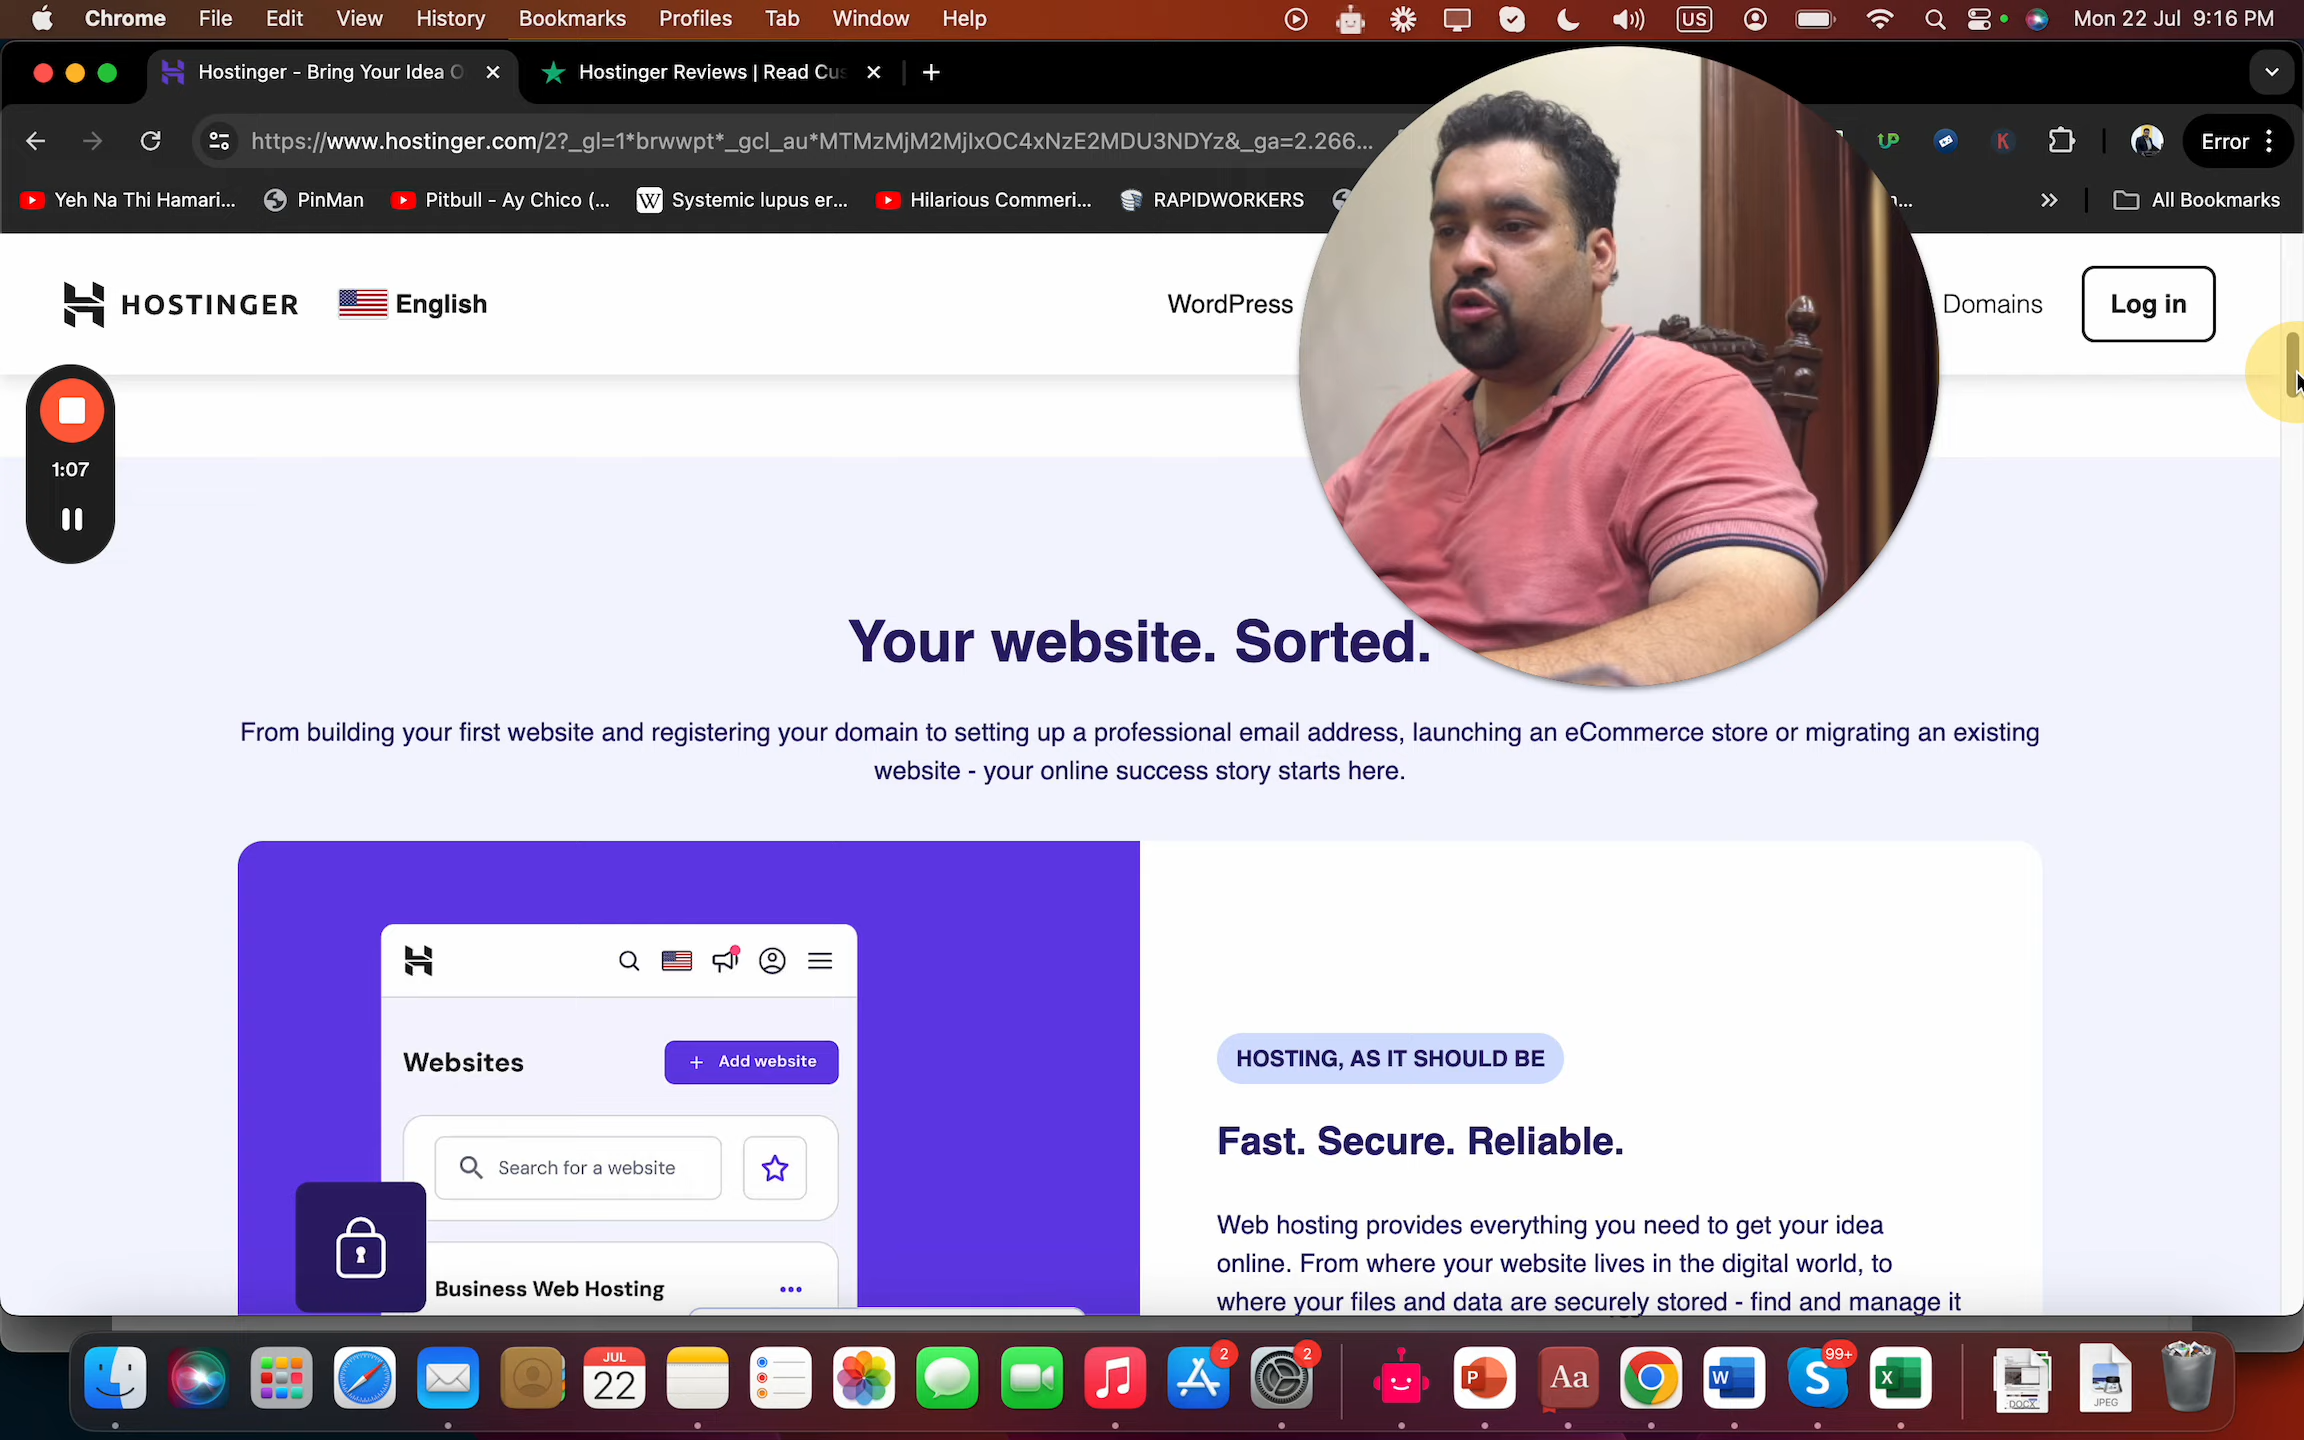 Chrome File Edit View History Bookmarks Profiles Tab Window Help US Mon 22 Jul 9:16 PM
Hostinger - Bring Your Idea O Hostinger Reviews | Read Cus
https://www.hostinger.com/2?_gl=1*brwwpt*_gcl_au*MTMzMjM2MjIxOC4xNzE2MDU3NDYz&_ga=2.266... Error
Yeh Na Thi Hamari... PinMan Pitbull - Ay Chico (... Systemic lupus er... Hilarious Commeri... RAPIDWORKERS All Bookmarks
HOSTINGER English WordPress Domains Log in
1:07
Your website. Sorted.
From building your first website and registering your domain to setting up a professional email address, launching an eCommerce store or migrating an existing
website - your online success story starts here.
Websites + Add website
Search for a website
Business Web Hosting
HOSTING, AS IT SHOULD BE
Fast. Secure. Reliable.
Web hosting provides everything you need to get your idea
online. From where your website lives in the digital world, to
where your files and data are securely stored - find and manage it
JUL
22
2
2
P
Aa
W
S
99+
X
DOCX
JPEG